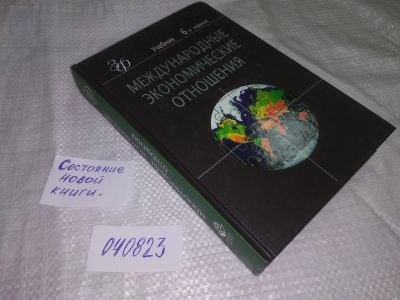 Учебник 6-е издание
МЕЖДУНАРОДНЫЕ
ЭКОНОМИЧЕСКИЕ
ОТНОШЕНИЯ
Состояние
новой
книги.
040823